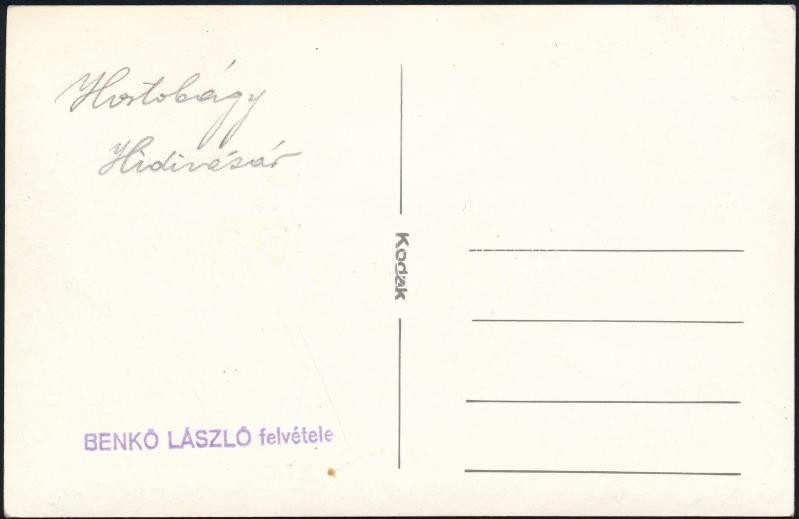 Hortobágy
Hidivásár
Kodak
BENKŐ LÁSZLÓ felvétele